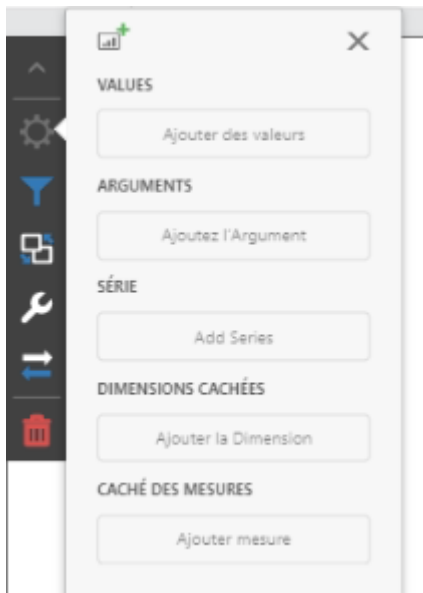 VALUES
Ajouter des valeurs
ARGUMENTS
Ajoutez l'Argument
SÉRIE
Add Series
DIMENSIONS CACHÉES
Ajouter la Dimension
CACHÉ DES MESURES
Ajouter mesure